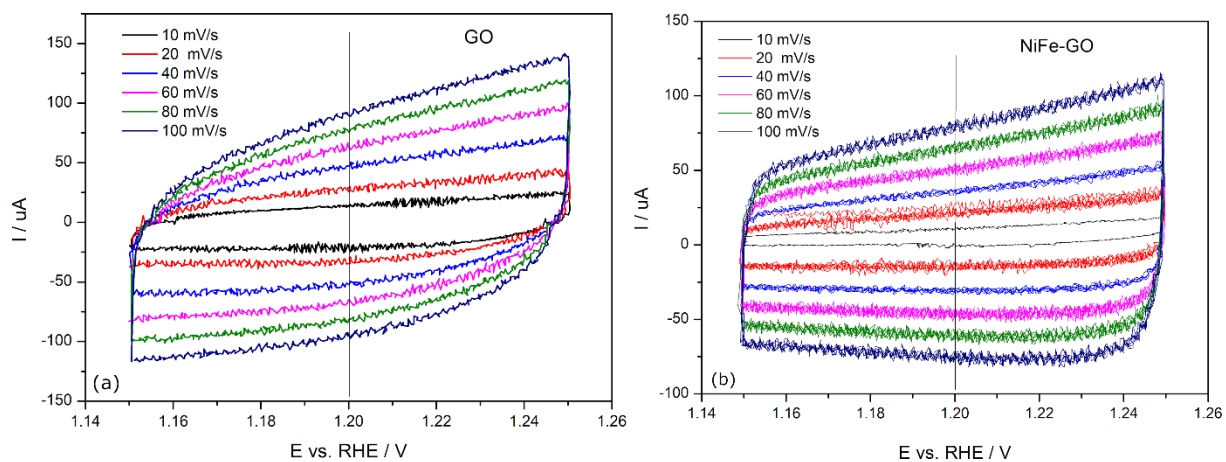 150
100
50
0
-50
-100
-150
I / uA
10 mV/s
20 mV/s
40 mV/s
60 mV/s
80 mV/s
100 mV/s
GO
(a)
1.14 1.16 1.18 1.20 1.22 1.24 1.26
E vs. RHE / V
150
100
50
0
-50
-100
I / uA
10 mV/s
20 mV/s
40 mV/s
60 mV/s
80 mV/s
100 mV/s
NiFe-GO
(b)
1.14 1.16 1.18 1.20 1.22 1.24 1.26
E vs. RHE / V